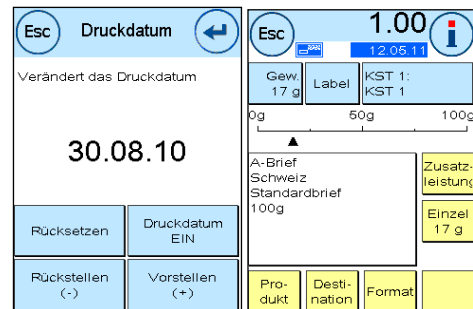 Esc
Druckdatum
Verändert das Druckdatum
30.08.10
Rücksetzen
Druckdatum
EIN
Rückstellen
(-)
Vorstellen
(+)
Esc
1.00
12.05.11
i
Gew.
17 g
Label
KST 1:
KST 1
0g
50g
100g
A-Brief
Schweiz
Standardbrief
100g
Zusatz-
leistung
Einzel
17 g
Pro-
dukt
Desti-
nation
Format